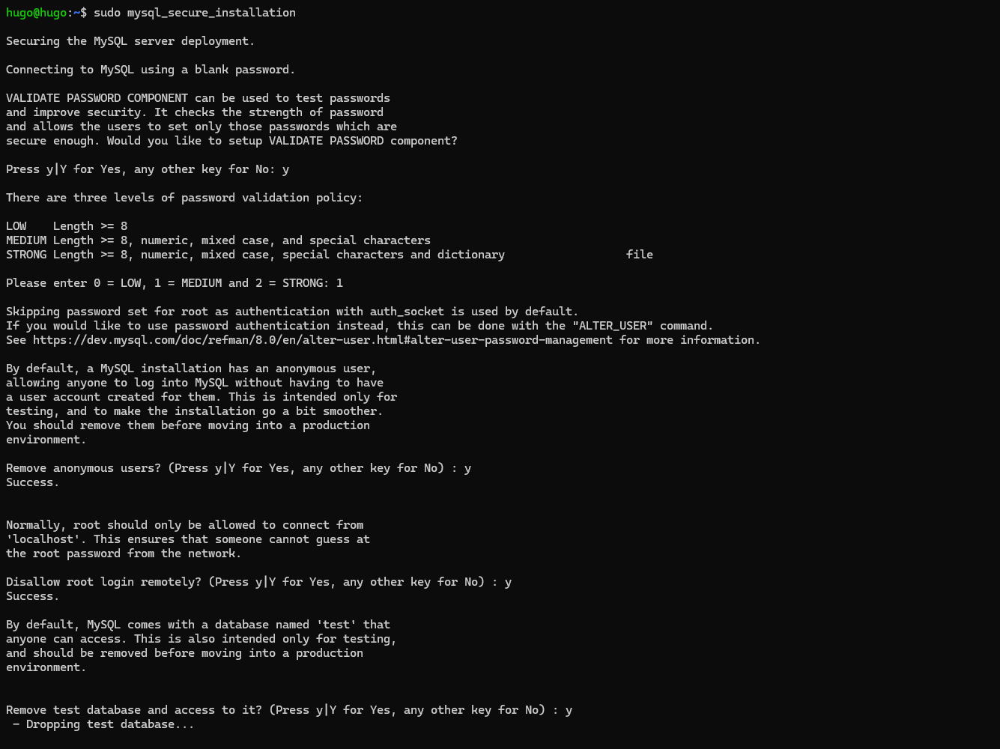 hugo@hugo:~$ sudo mysql_secure_installation
Securing the MySQL server deployment.
Connecting to MySQL using a blank password.
VALIDATE PASSWORD COMPONENT can be used to test passwords
and improve security. It checks the strength of password
and allows the users to set only those passwords which are
secure enough. Would you like to setup VALIDATE PASSWORD component?
Press y|Y for Yes, any other key for No: y
There are three levels of password validation policy:
LOW    Length >= 8
MEDIUM Length >= 8, numeric, mixed case, and special characters
STRONG Length >= 8, numeric, mixed case, special characters and dictionary                  file
Please enter 0 = LOW, 1 = MEDIUM and 2 = STRONG: 1
Skipping password set for root as authentication with auth_socket is used by default.
If you would like to use password authentication instead, this can be done with the "ALTER_USER" command.
See https://dev.mysql.com/doc/refman/8.0/en/alter-user.html#alter-user-password-management for more information.
By default, a MySQL installation has an anonymous user,
allowing anyone to log into MySQL without having to have
a user account created for them. This is intended only for
testing, and to make the installation go a bit smoother.
You should remove them before moving into a production
environment.
Remove anonymous users? (Press y|Y for Yes, any other key for No) : y
Success.
Normally, root should only be allowed to connect from
'localhost'. This ensures that someone cannot guess at
the root password from the network.
Disallow root login remotely? (Press y|Y for Yes, any other key for No) : y
Success.
By default, MySQL comes with a database named 'test' that
anyone can access. This is also intended only for testing,
and should be removed before moving into a production
environment.
Remove test database and access to it? (Press y|Y for Yes, any other key for No) : y
 - Dropping test database...